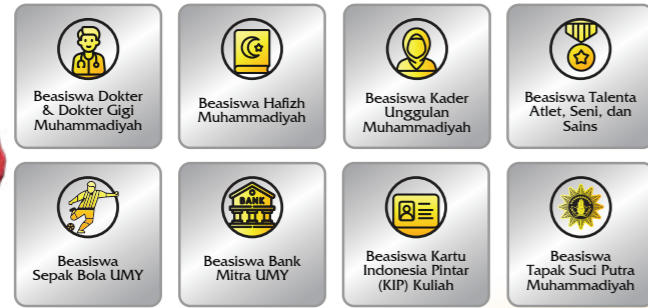 Beasiswa Dokter
& Dokter Gigi
Muhammadiyah
Beasiswa Hafizh
Muhammadiyah
Beasiswa Kader
Unggulan
Muhammadiyah
Beasiswa Talenta
Atlet, Seni, dan
Sains
Beasiswa
Sepak Bola UMY
BANK
Beasiswa Bank
Mitra UMY
Beasiswa Kartu
Indonesia Pintar
(KIP) Kuliah
Beasiswa
Tapak Suci Putra
Muhammadiyah